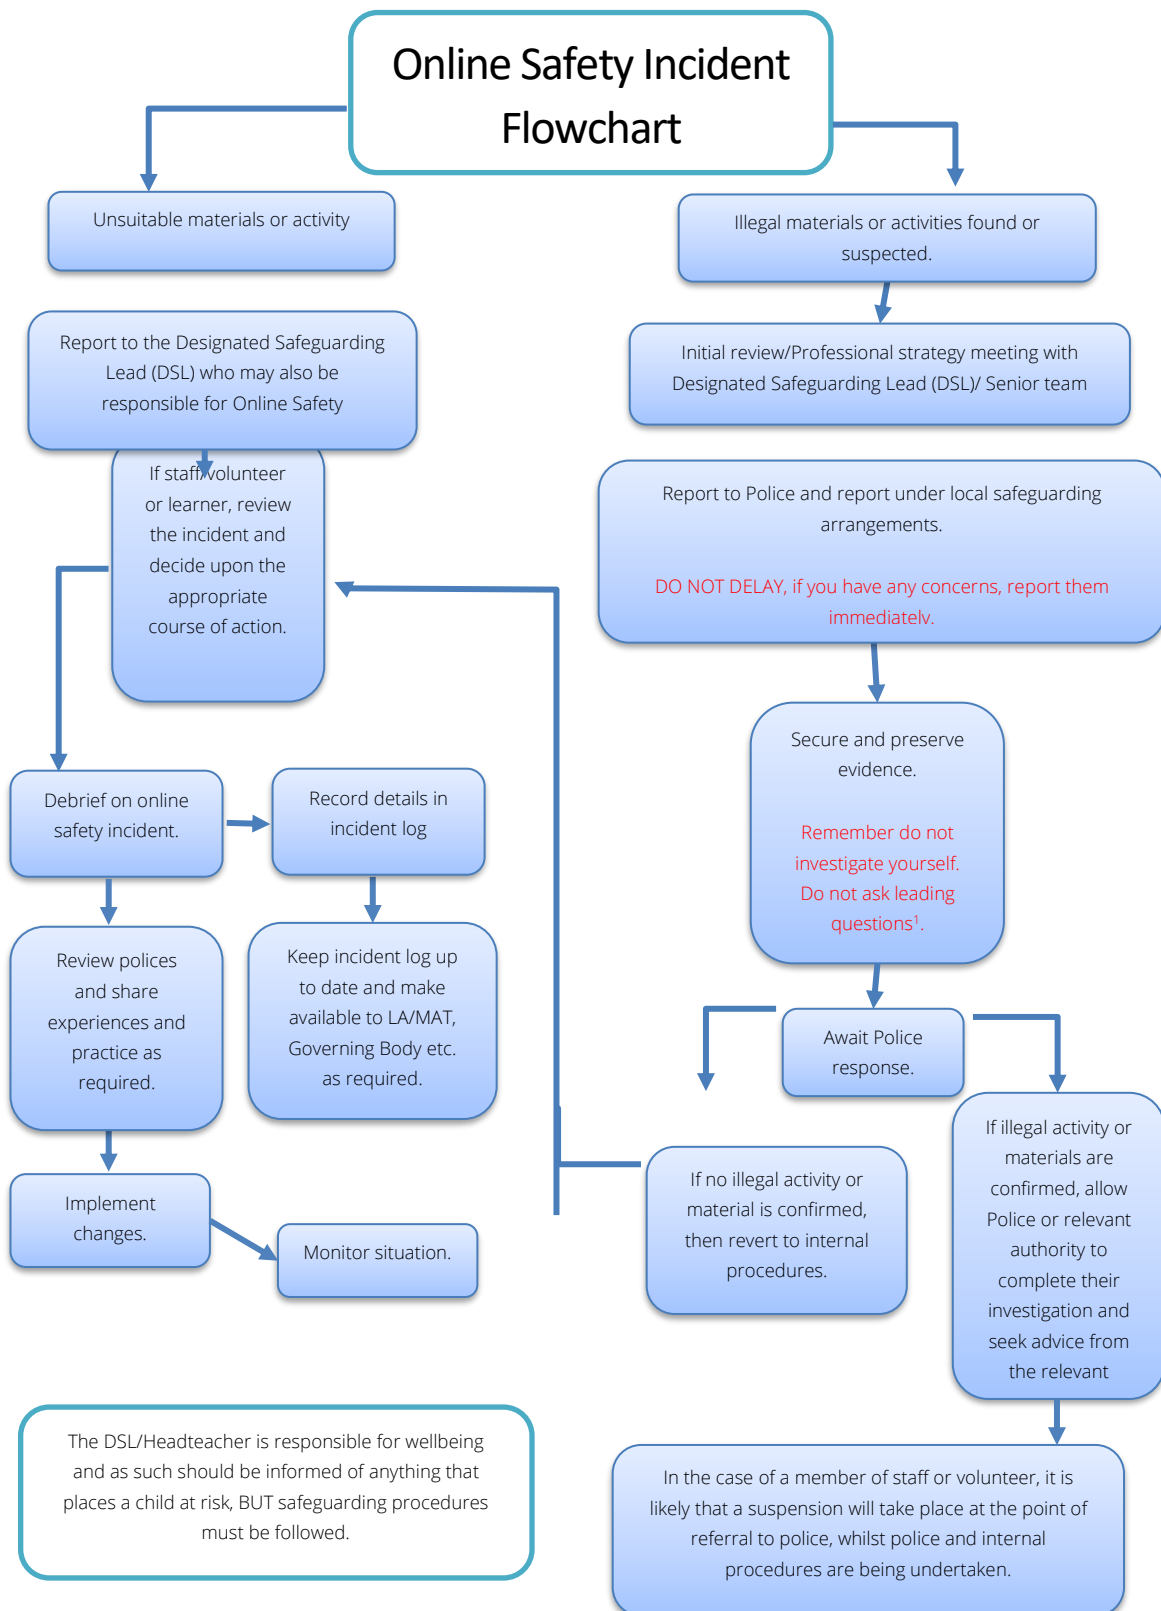 Online Safety Incident
Flowchart
Unsuitable materials or activity
Report to the Designated Safeguarding
Lead (DSL) who may also be
responsible for Online Safety
If staff/volunteer
or learner, review
the incident and
decide upon the
appropriate
course of action.
Debrief on online
safety incident.
Record details in
incident log
Review polices
and share
experiences and
practice as
required.
Keep incident log up
to date and make
available to LA/MAT,
Governing Body etc.
as required.
Implement
changes.
Monitor situation.
Illegal materials or activities found or
suspected.
Initial review/Professional strategy meeting with
Designated Safeguarding Lead (DSL)/ Senior team
Report to Police and report under local safeguarding
arrangements.
DO NOT DELAY, if you have any concerns, report them
immediately.
Secure and preserve
evidence.
Remember do not
investigate yourself.
Do not ask leading
questions¹.
Await Police
response.
If no illegal activity or
material is confirmed,
then revert to internal
procedures.
If illegal activity or
materials are
confirmed, allow
Police or relevant
authority to
complete their
investigation and
seek advice from
the relevant
In the case of a member of staff or volunteer, it is
likely that a suspension will take place at the point of
referral to police, whilst police and internal
procedures are being undertaken.
The DSL/Headteacher is responsible for wellbeing
and as such should be informed of anything that
places a child at risk, BUT safeguarding procedures
must be followed.